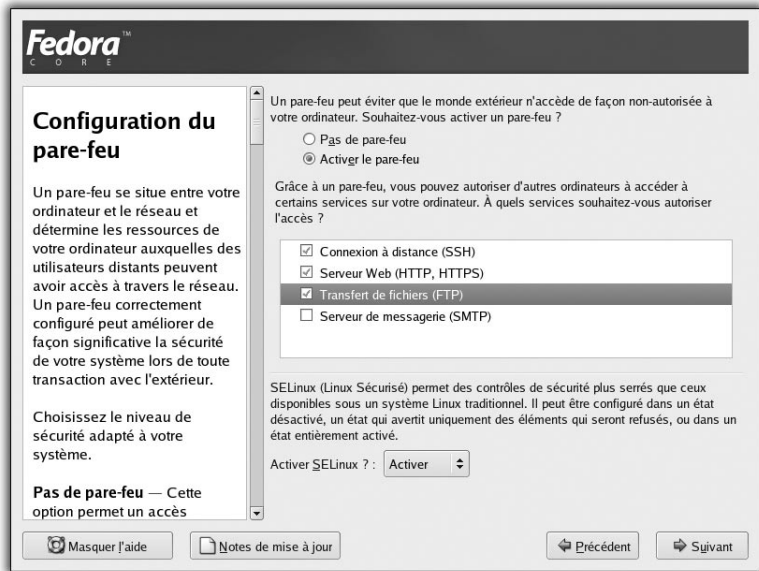 Fedora™
CORE
Configuration du
pare-feu
Un pare-feu se situe entre votre
ordinateur et le réseau et
détermine les ressources de
votre ordinateur auxquelles des
utilisateurs distants peuvent
avoir accès à travers le réseau.
Un pare-feu correctement
configuré peut améliorer de
façon significative la sécurité
de votre système lors de toute
transaction avec l'extérieur.
Choisissez le niveau de
sécurité adapté à votre
système.
Pas de pare-feu — Cette
option permet un accès
Un pare-feu peut éviter que le monde extérieur n'accède de façon non-autorisée à
votre ordinateur. Souhaitez-vous activer un pare-feu ?
Pas de pare-feu
Activer le pare-feu
Grâce à un pare-feu, vous pouvez autoriser d'autres ordinateurs à accéder à
certains services sur votre ordinateur. À quels services souhaitez-vous autoriser
l'accès ?
Connexion à distance (SSH)
Serveur Web (HTTP, HTTPS)
Transfert de fichiers (FTP)
Serveur de messagerie (SMTP)
SELinux (Linux Sécurisé) permet des contrôles de sécurité plus serrés que ceux
disponibles sous un système Linux traditionnel. Il peut être configuré dans un état
désactivé, un état qui avertit uniquement des éléments qui seront refusés, ou dans un
état entièrement activé.
Activer SELinux ? : Activer
Masquer l'aide
Notes de mise à jour
Précédent
Suivant